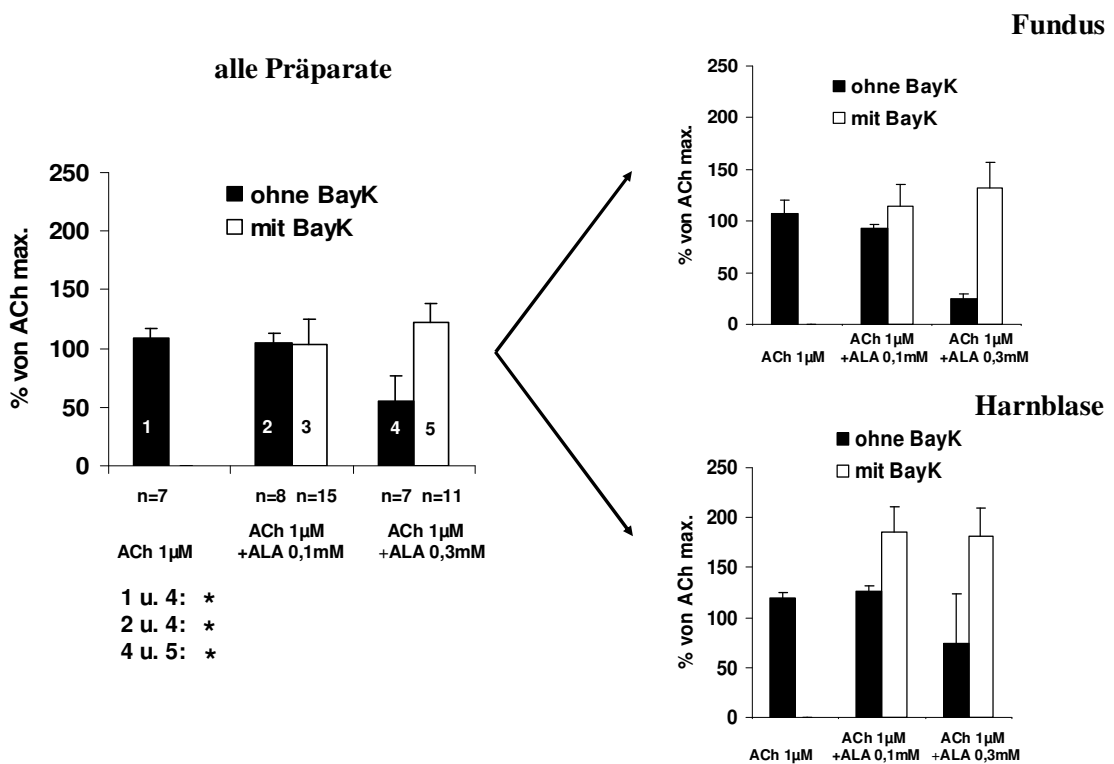 alle Präparate
250
200
150
100
50
0
% von ACh max.
ohne BayK
mit BayK
1
2
3
4
5
n=7
n=8 n=15
n=7 n=11
ACh 1µM
ACh 1µM
+ALA 0,1mM
ACh 1µM
+ALA 0,3mM
1 u. 4: *
2 u. 4: *
4 u. 5: *
Fundus
250
200
150
100
50
0
% von ACh max.
ohne BayK
mit BayK
ACh 1µM
ACh 1µM
+ALA 0,1mM
ACh 1µM
+ALA 0,3mM
Harnblase
250
200
150
100
50
0
% von ACh max.
ohne BayK
mit BayK
ACh 1µM
ACh 1µM
+ALA 0,1mM
ACh 1µM
+ALA 0,3mM